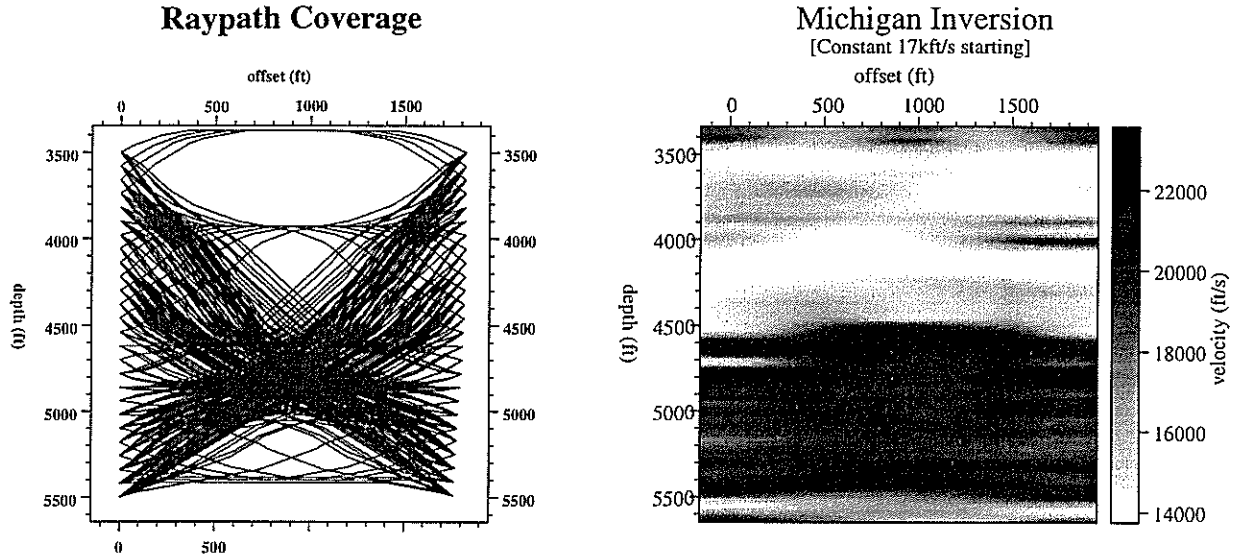 Raypath Coverage
offset (ft)
0 500 1000 1500
3500 3500
4000 4000
4500 4500
5000 5000
5500 5500
depth (ft)
0 500
Michigan Inversion
[Constant 17kft/s starting]
offset (ft)
0 500 1000 1500
3500
4000
4500
5000
5500
depth (ft)
22000
20000
18000
16000
14000
velocity (ft/s)